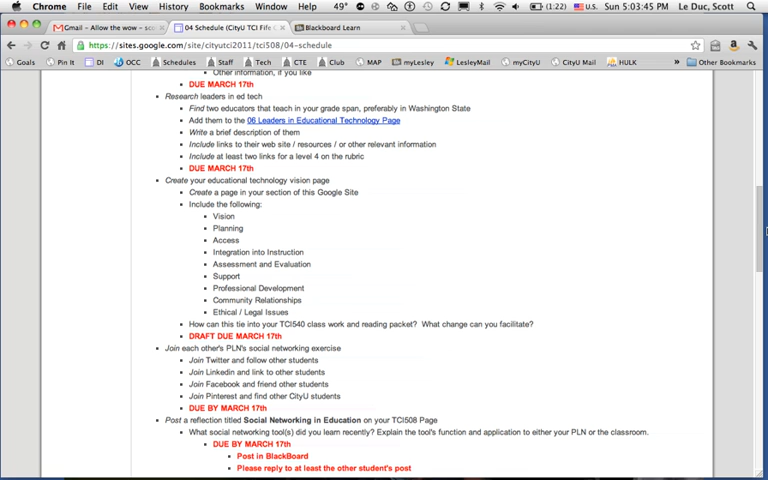 Chrome File Edit View History Bookmarks Window Help 49° (1:22) U.S. Sun 5:03:45 PM Le Duc, Scott
Gmail - Allow the wow - sco
04 Schedule (CityU TCI Fife C
Blackboard Learn
https://sites.google.com/site/cityutci2011/tci508/04-schedule
Goals Pin It DI OCC Schedules Staff Tech CTE Club MAP myLesley LesleyMail myCityU CityU Mail HULK Other Bookmarks
Other information, if you like
DUE MARCH 17th
Research leaders in ed tech
Find two educators that teach in your grade span, preferably in Washington State
Add them to the 06 Leaders in Educational Technology Page
Write a brief description of them
Include links to their web site / resources / or other relevant information
Include at least two links for a level 4 on the rubric
DUE MARCH 17th
Create your educational technology vision page
Create a page in your section of this Google Site
Include the following:
Vision
Planning
Access
Integration into Instruction
Assessment and Evaluation
Support
Professional Development
Community Relationships
Ethical / Legal Issues
How can this tie into your TCI540 class work and reading packet? What change can you facilitate?
DRAFT DUE MARCH 17th
Join each other's PLN's social networking exercise
Join Twitter and follow other students
Join Linkedin and link to other students
Join Facebook and friend other students
Join Pinterest and find other CityU students
DUE BY MARCH 17th
Post a reflection titled Social Networking in Education on your TCI508 Page
What social networking tool(s) did you learn recently? Explain the tool's function and application to either your PLN or the classroom.
DUE BY MARCH 17th
Post in BlackBoard
Please reply to at least the other student's post